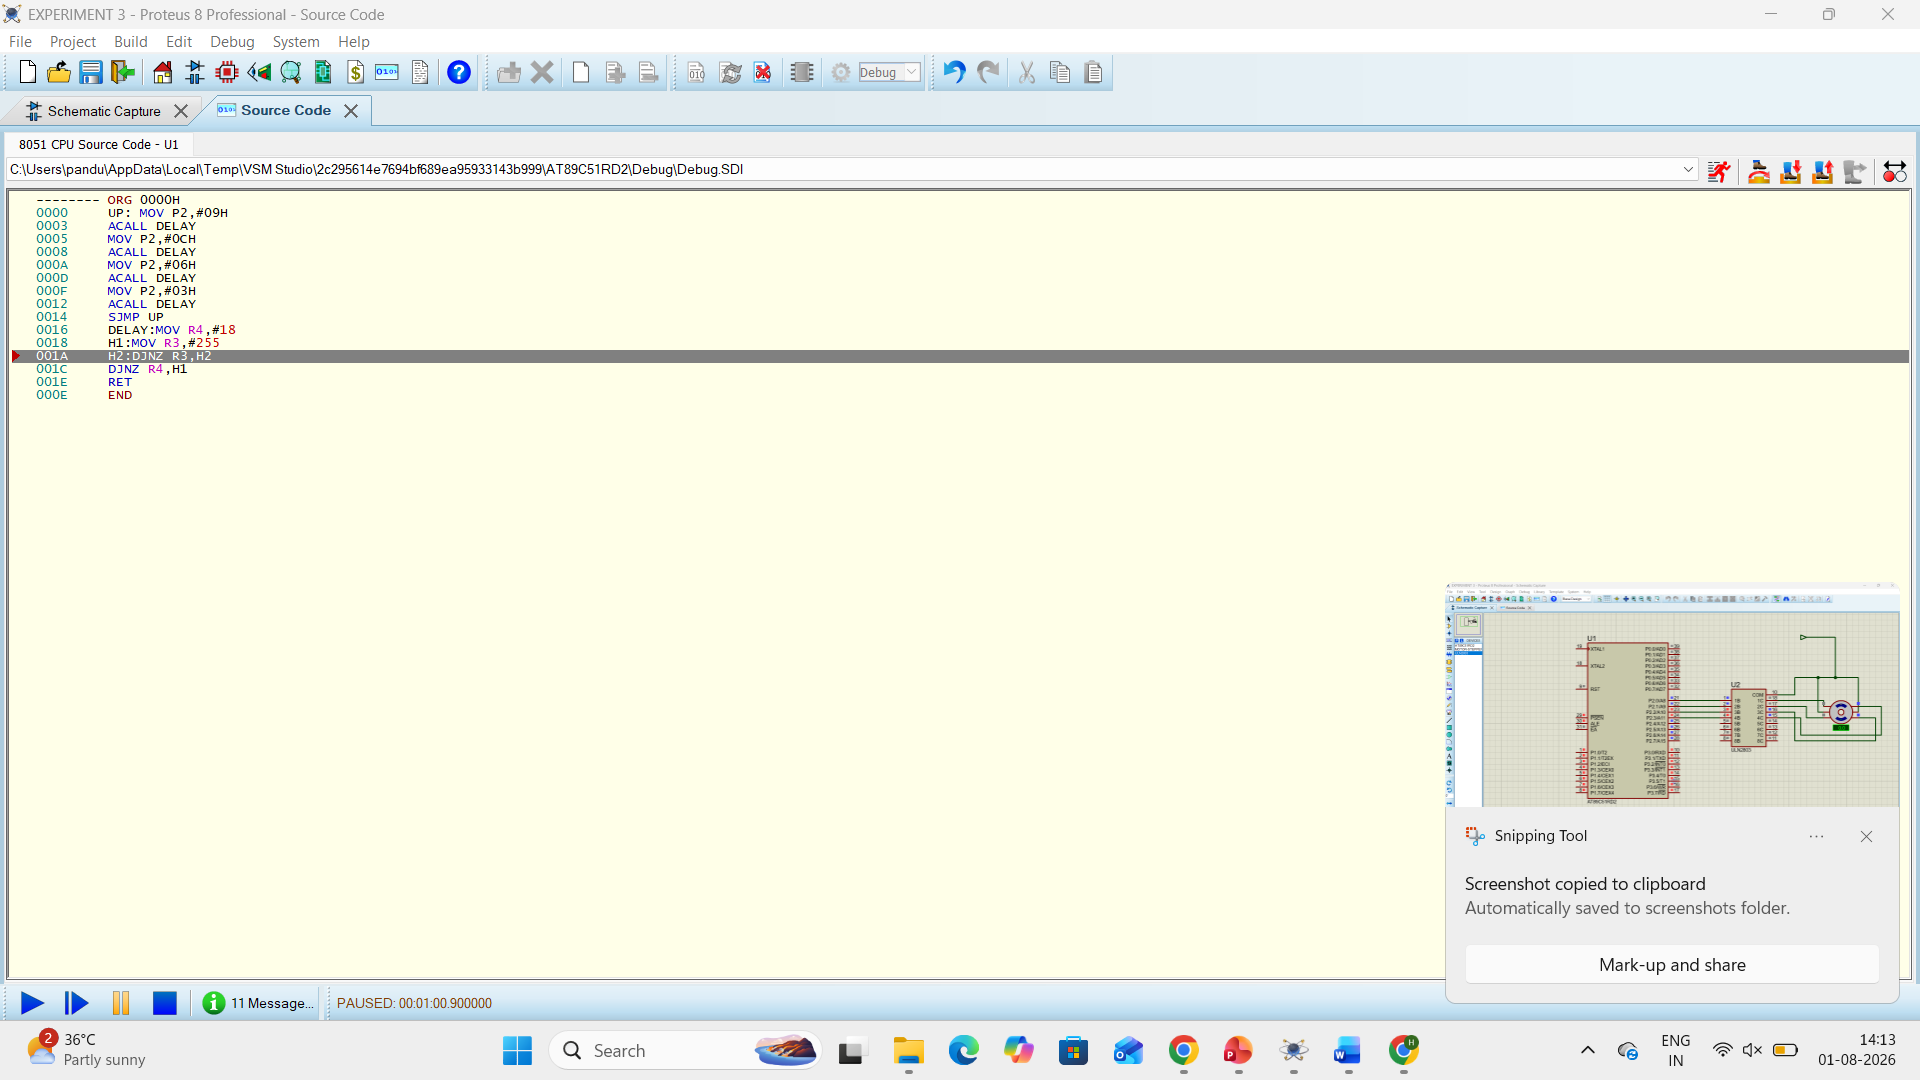 EXPERIMENT 3 - Proteus 8 Professional - Source Code
File Project Build Edit Debug System Help
Debug
Schematic Capture
Source Code
8051 CPU Source Code - U1
C:\Users\pandu\AppData\Local\Temp\VSM Studio\2c295614e7694bf689ea95933143b999\AT89C51RD2\Debug\Debug.SDI
-------- ORG 0000H
0000 UP: MOV P2,#09H
0003 ACALL DELAY
0005 MOV P2,#0CH
0008 ACALL DELAY
000A MOV P2,#06H
000D ACALL DELAY
000F MOV P2,#03H
0012 ACALL DELAY
0014 SJMP UP
0016 DELAY:MOV R4,#18
0018 H1:MOV R3,#255
001A H2:DJNZ R3,H2
001C DJNZ R4,H1
001E RET
000E END
U1
XTAL1
XTAL2
RST
U2
Snipping Tool
Screenshot copied to clipboard
Automatically saved to screenshots folder.
Mark-up and share
11 Message...
PAUSED: 00:01:00.900000
2
36°C
Partly sunny
Search
ENG
IN
14:13
01-08-2026